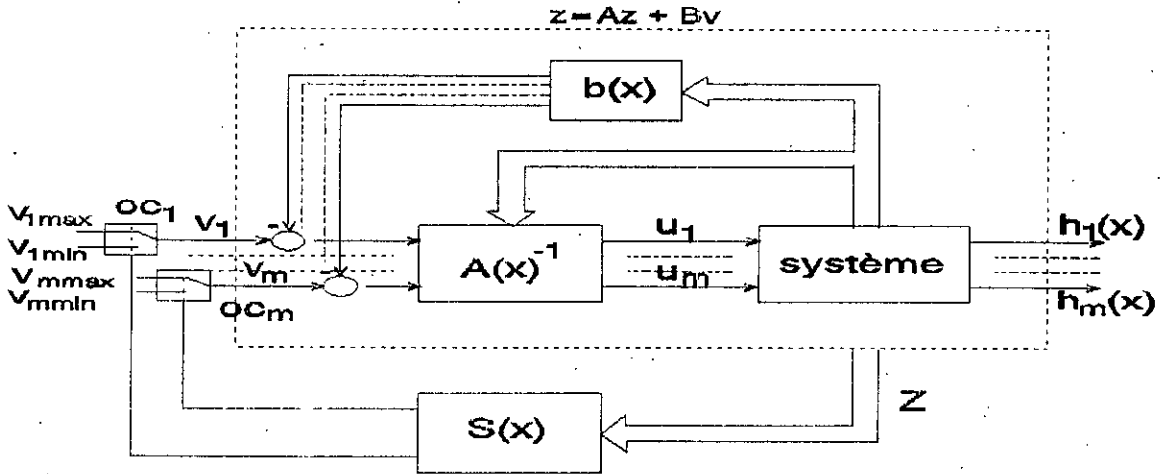 z=Az + Bv
b(x)
oc₁
v₁max
v₁min
v₁
-
u₁
h₁(x)
A(x)⁻¹
système
vₘmax
vₘmin
vₘ
-
uₘ
hₘ(x)
ocₘ
Z
S(x)